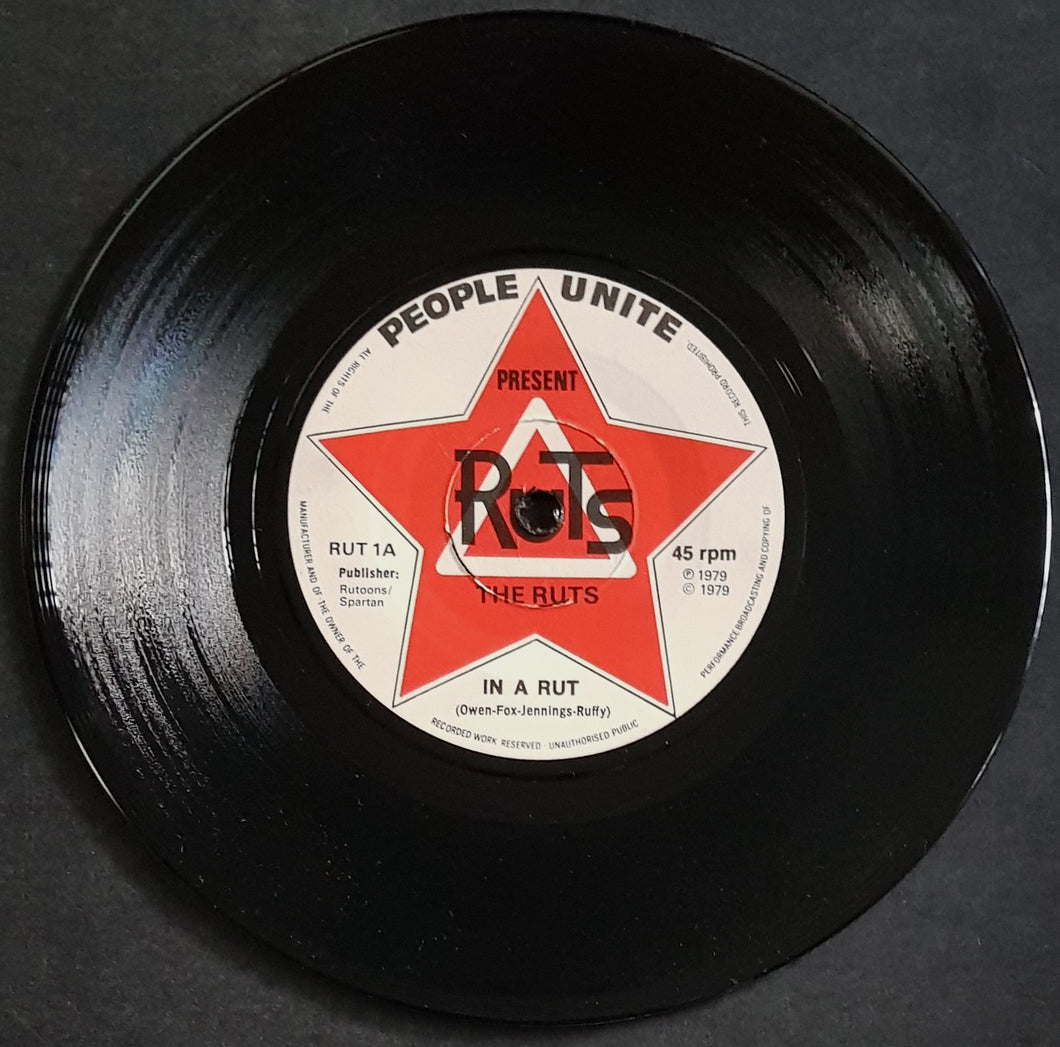 PEOPLE UNITE
PRESENT
RuTs
THE RUTS
RUT 1A
Publisher:
Rutoons/
Spartan
45 rpm
℗ 1979
© 1979
IN A RUT
(Owen-Fox-Jennings-Ruffy)
ALL RIGHTS OF THE
MANUFACTURER AND OF THE OWNER OF THE
RECORDED WORK RESERVED · UNAUTHORISED PUBLIC
PERFORMANCE BROADCASTING AND COPYING OF
THIS RECORD PROHIBITED.